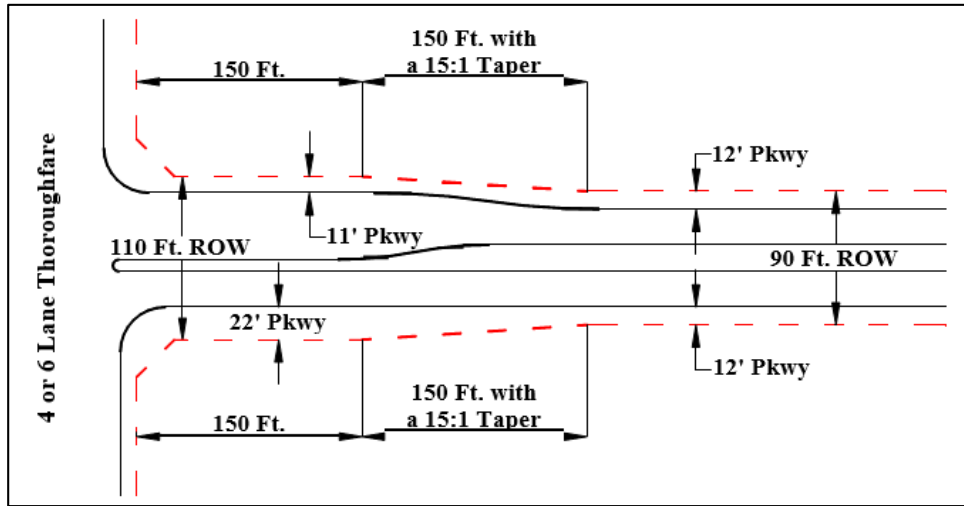 150 Ft. with
a 15:1 Taper
150 Ft.
4 or 6 Lane Thoroughfare
12' Pkwy
11' Pkwy
110 Ft. ROW
90 Ft. ROW
22' Pkwy
12' Pkwy
150 Ft. with
a 15:1 Taper
150 Ft.